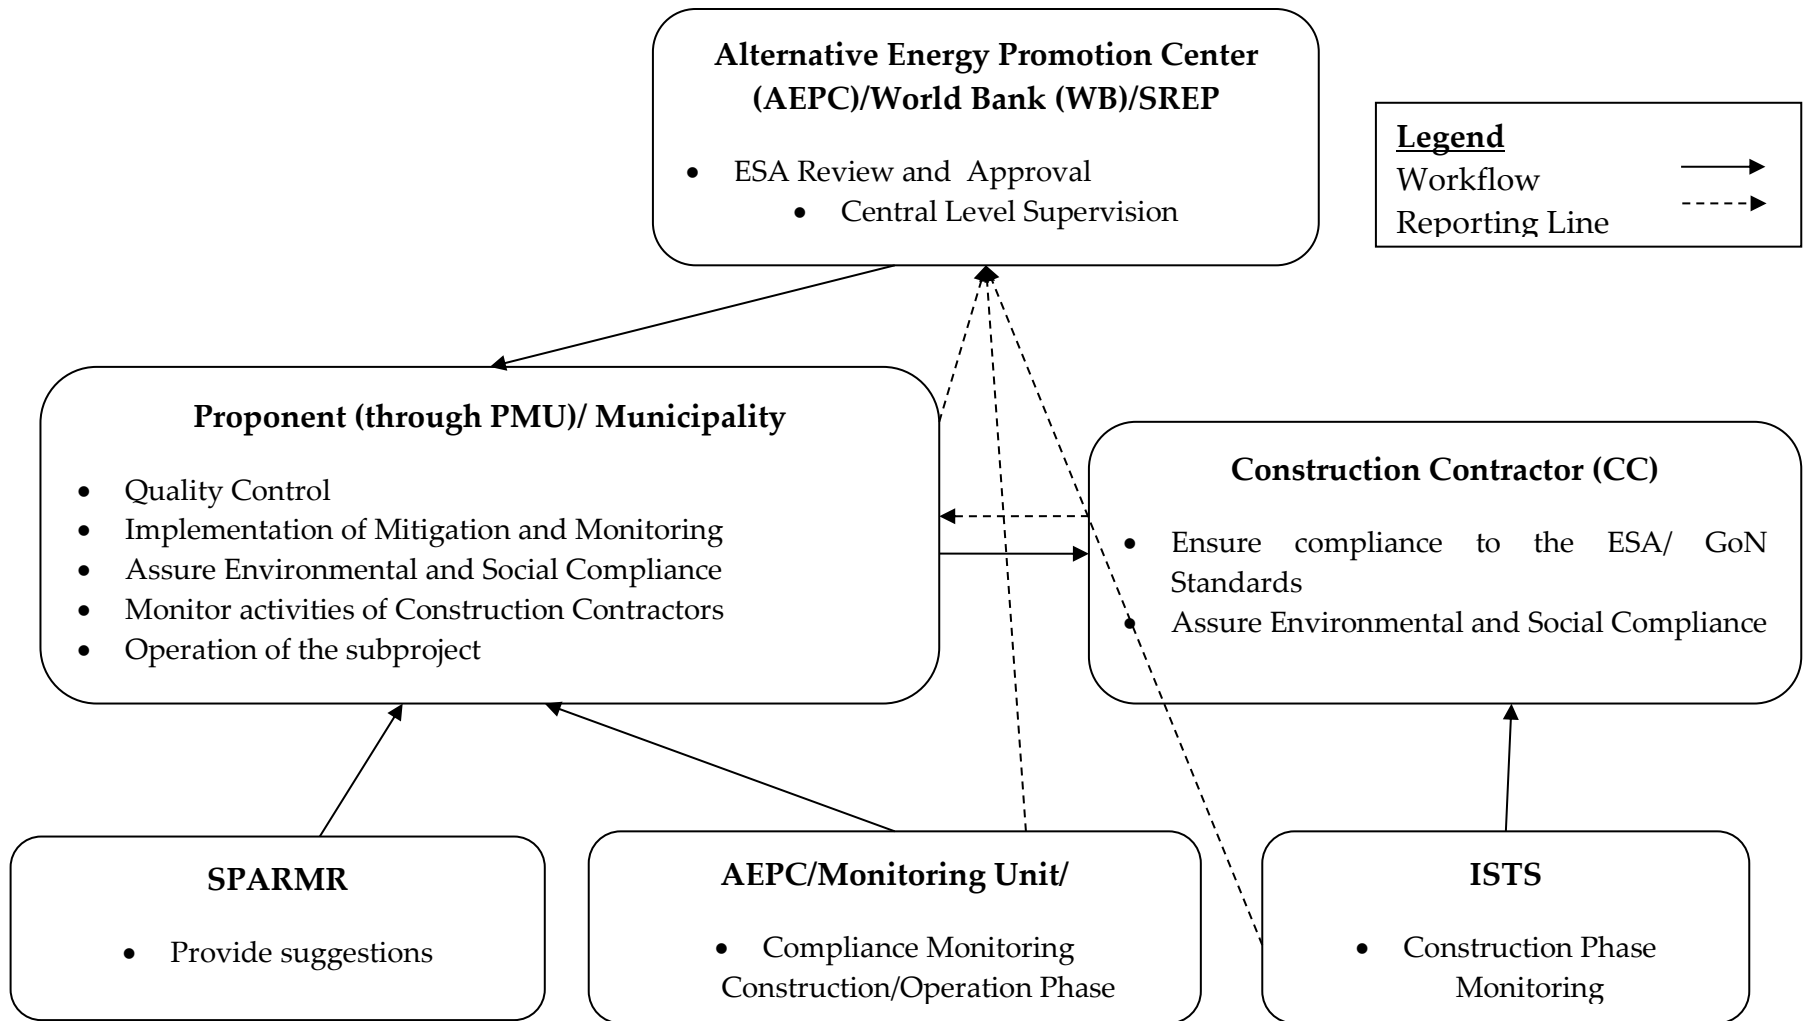 Alternative Energy Promotion Center
(AEPC)/World Bank (WB)/SREP
• ESA Review and Approval
• Central Level Supervision
Legend
Workflow
Reporting Line
Proponent (through PMU)/ Municipality
• Quality Control
• Implementation of Mitigation and Monitoring
• Assure Environmental and Social Compliance
• Monitor activities of Construction Contractors
• Operation of the subproject
Construction Contractor (CC)
• Ensure compliance to the ESA/ GoN
Standards
• Assure Environmental and Social Compliance
SPARMR
• Provide suggestions
AEPC/Monitoring Unit/
• Compliance Monitoring
Construction/Operation Phase
ISTS
• Construction Phase
Monitoring